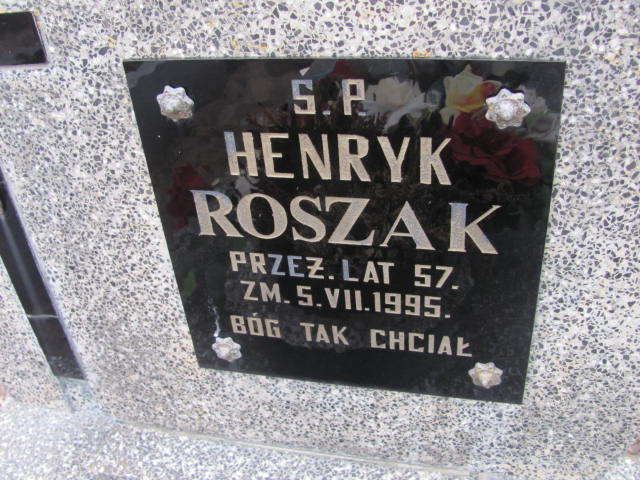 Ś.P.
HENRYK
ROSZAK
PRZEŻ. LAT 57.
ZM. 5. VII. 1995.
BÓG TAK CHCIAŁ